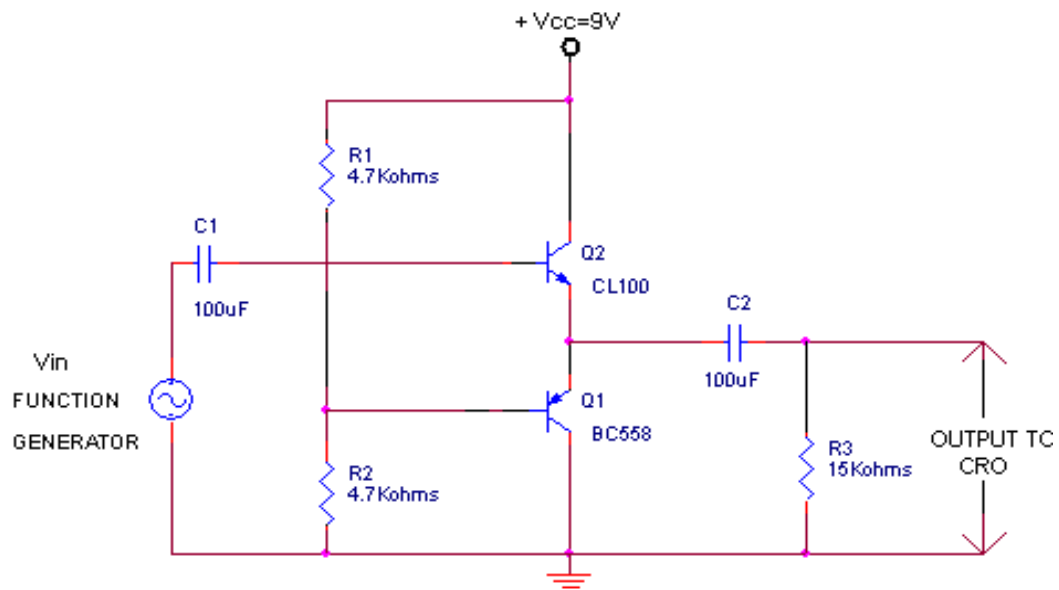 + Vcc=9V
R1
4.7Kohms
C1
100uF
Q2
CL100
C2
100uF
Vin
FUNCTION
GENERATOR
Q1
BC558
R2
4.7Kohms
R3
15Kohms
OUTPUT TO
CRO